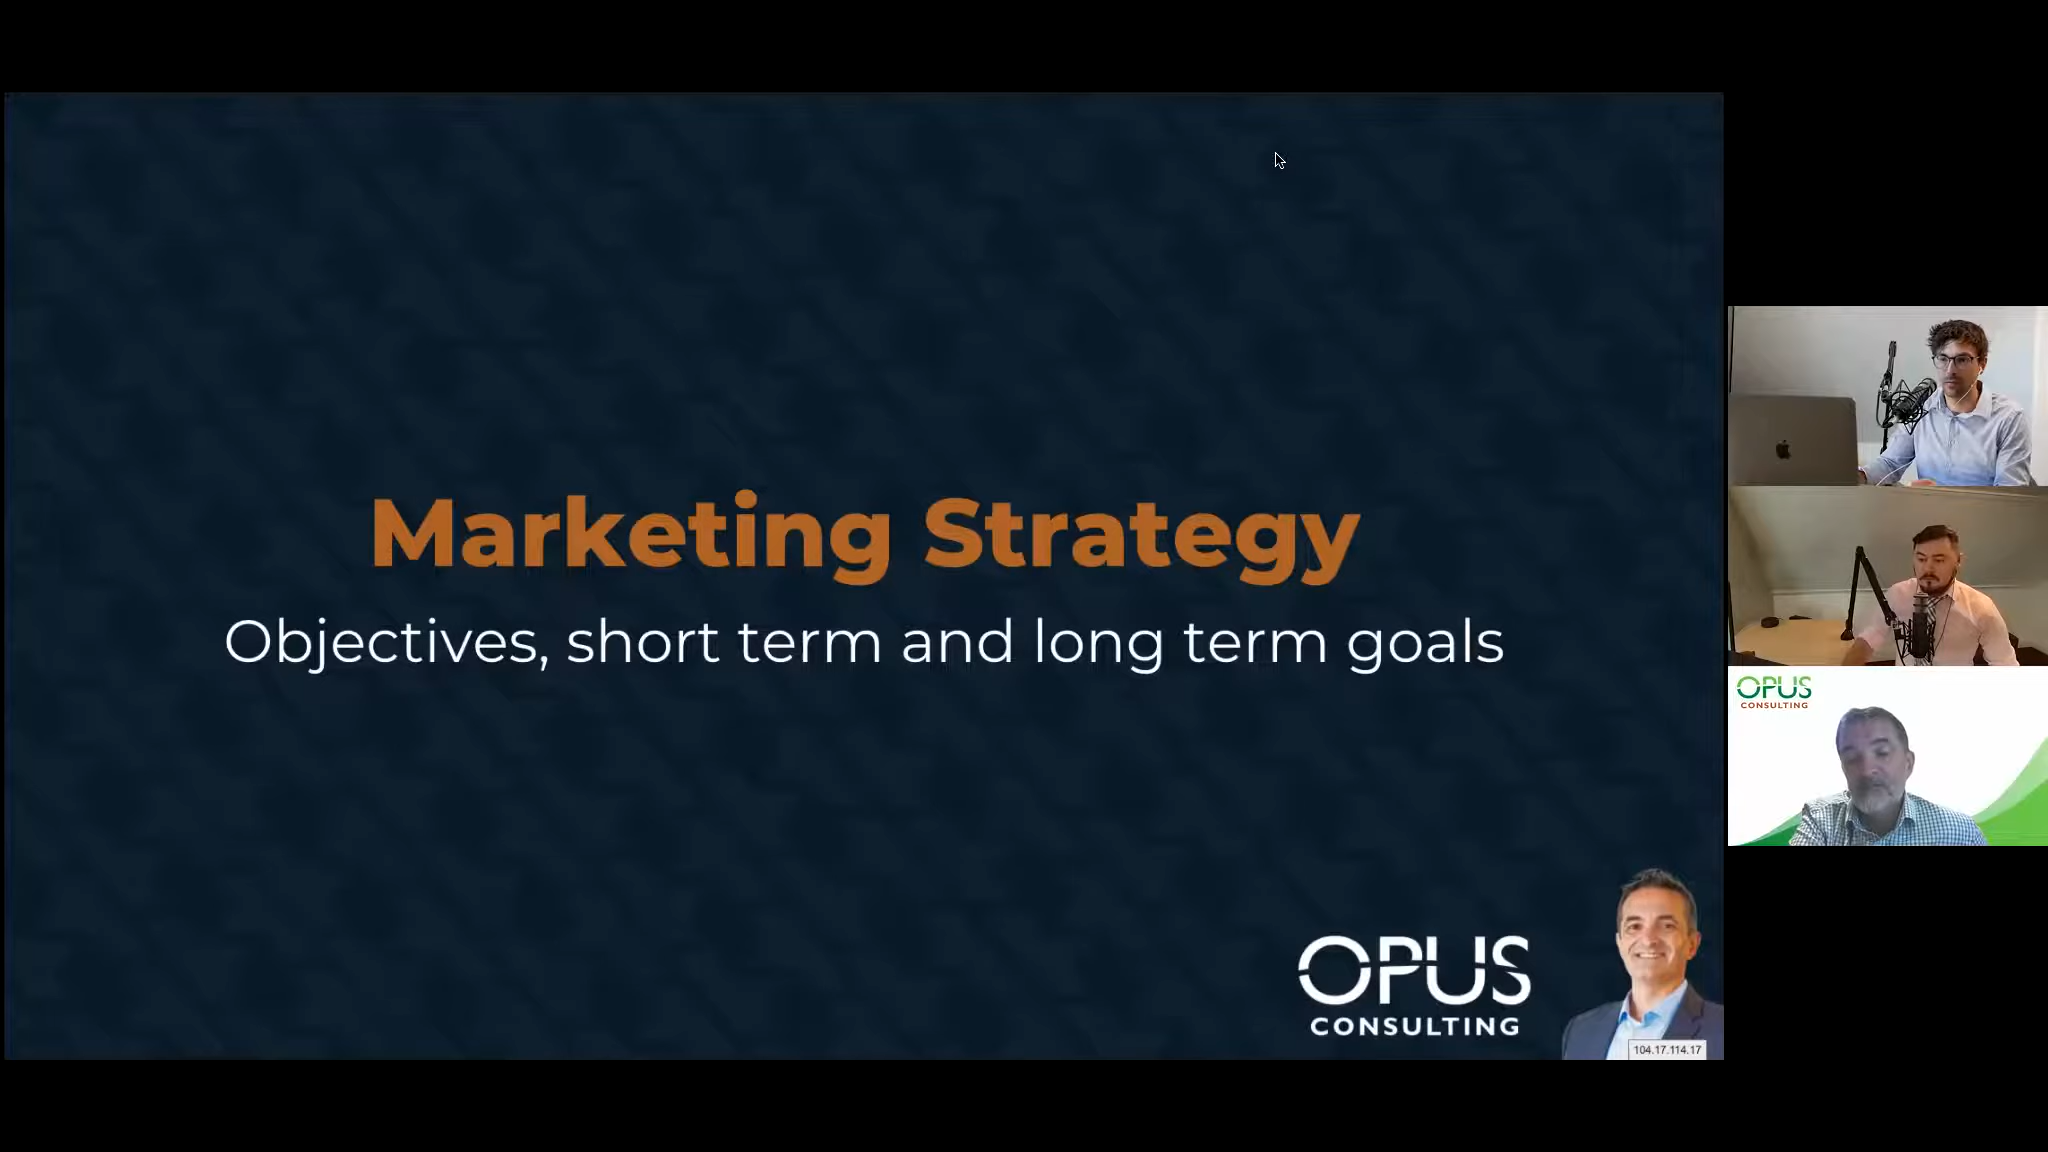 Marketing Strategy
Objectives, short term and long term goals
OPUS
CONSULTING
104.17.114.17
OPUS
CONSULTING